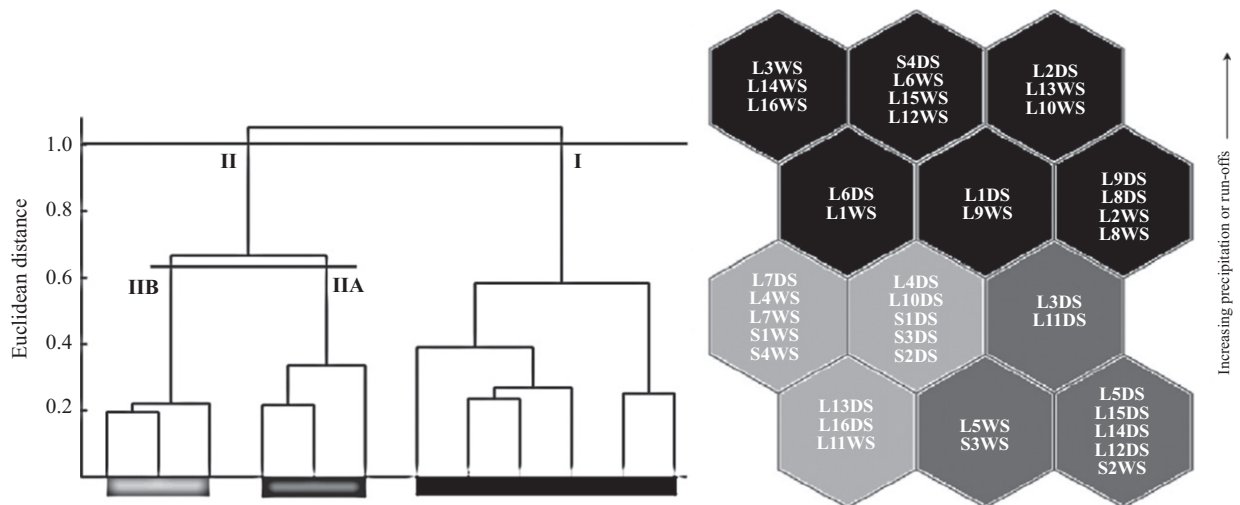 Euclidean distance
1.0
0.8
0.6
0.4
0.2
II
I
IIB
IIA
L3WS
L14WS
L16WS
S4DS
L6WS
L15WS
L12WS
L2DS
L13WS
L10WS
L6DS
L1WS
L1DS
L9WS
L9DS
L8DS
L2WS
L8WS
L7DS
L4WS
L7WS
S1WS
S4WS
L4DS
L10DS
S1DS
S3DS
S2DS
L3DS
L11DS
L13DS
L16DS
L11WS
L5WS
S3WS
L5DS
L15DS
L14DS
L12DS
S2WS
Increasing precipitation or run-offs